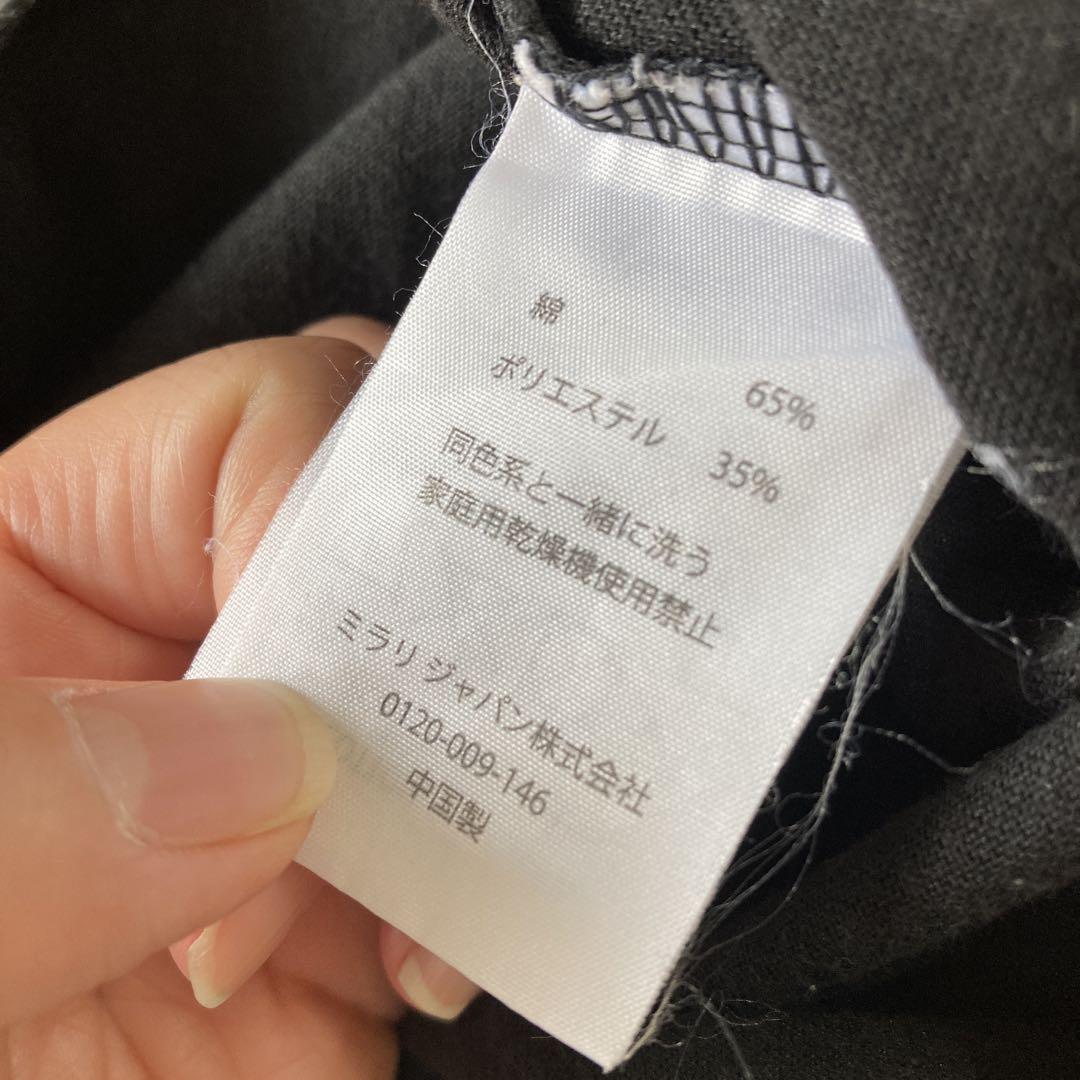 綿 65%
ポリエステル 35%
同色系と一緒に洗う
家庭用乾燥機使用禁止
ミラリ ジャパン株式会社
0120-009-146
中国製